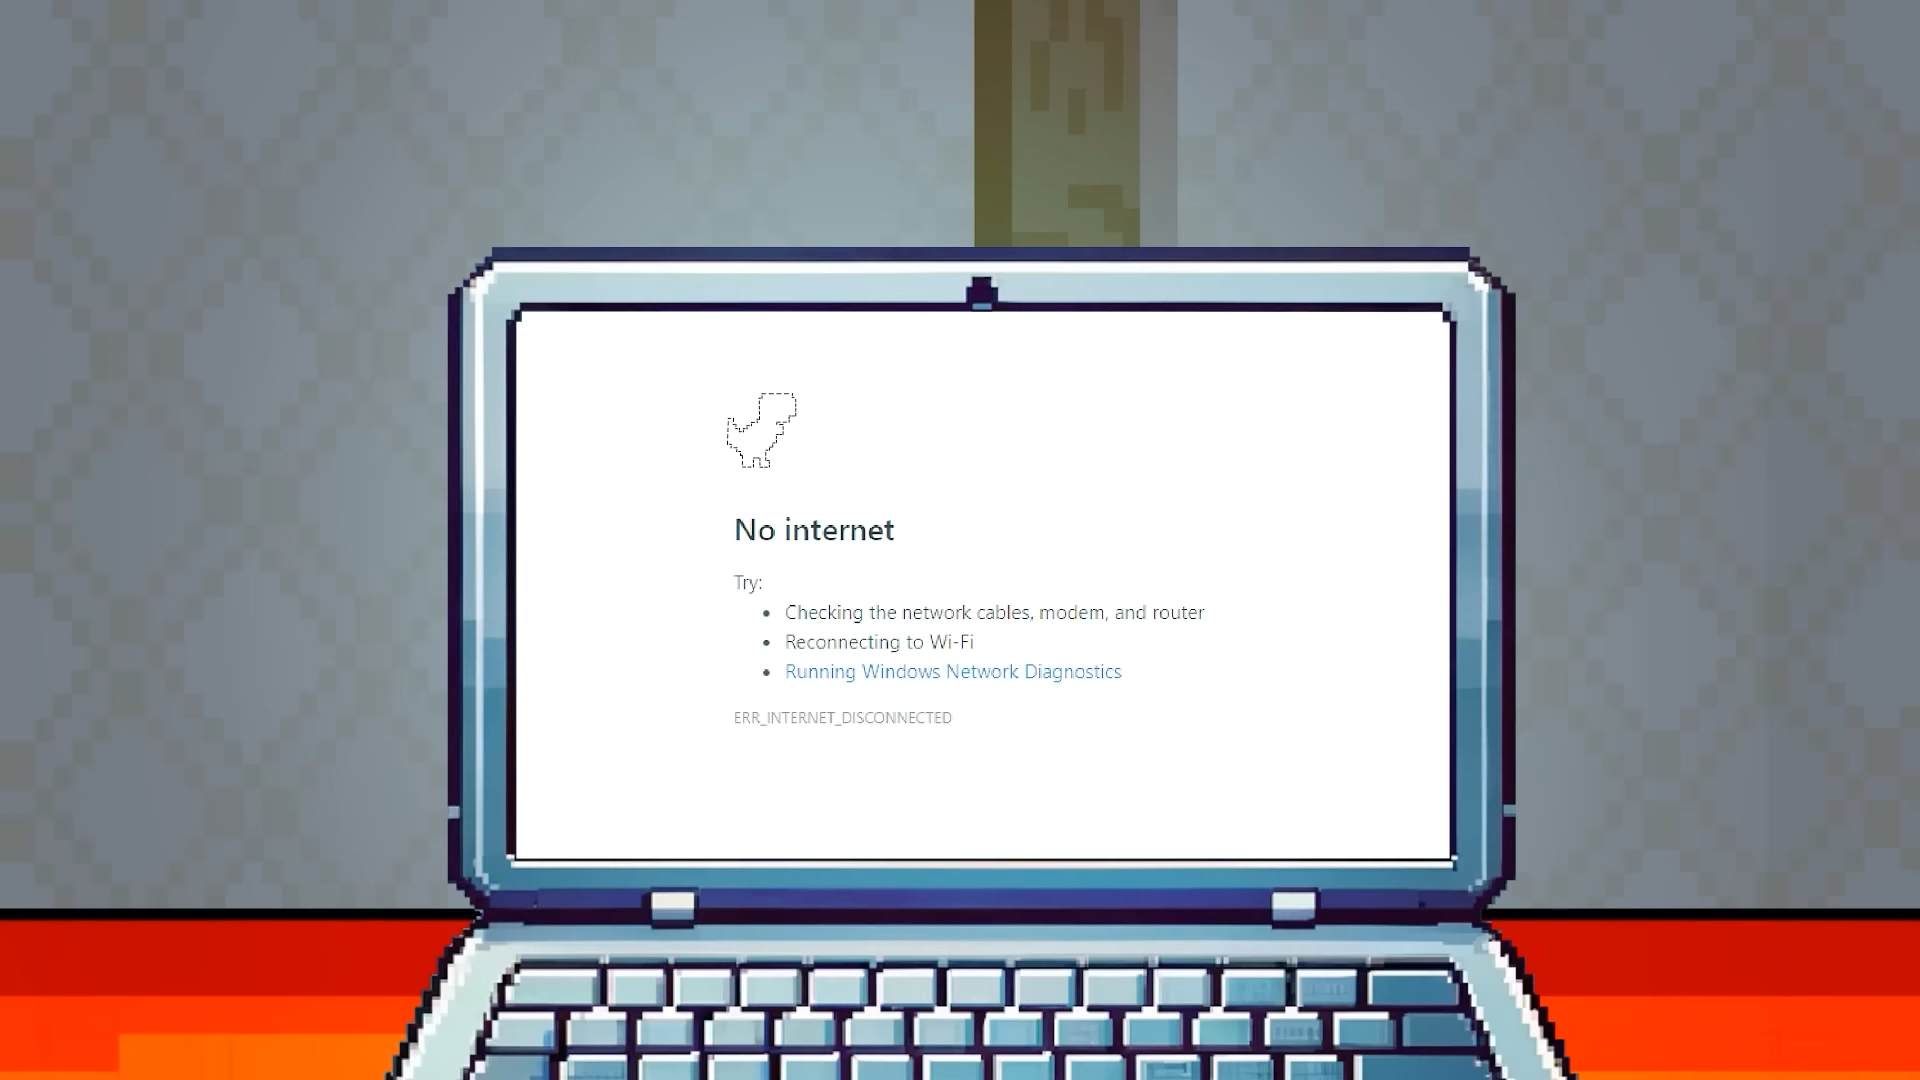 No internet
Try:
Checking the network cables, modem, and router
Reconnecting to Wi-Fi
Running Windows Network Diagnostics
ERR_INTERNET_DISCONNECTED